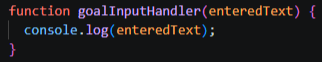 function goalInputHandler(enteredText) {
  console.log(enteredText);
}